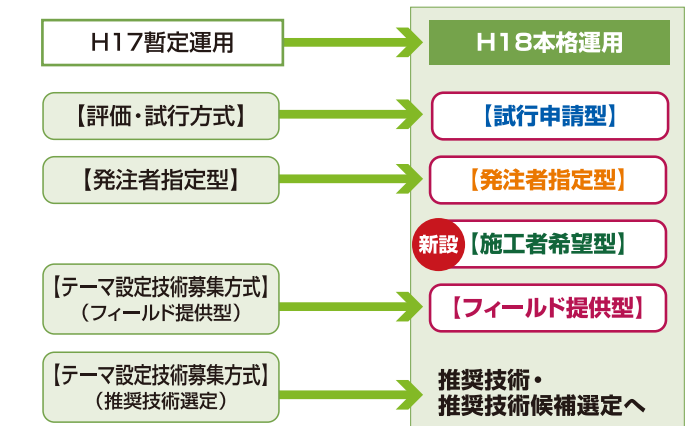 H17暫定運用
H18本格運用
【評価・試行方式】
【試行申請型】
【発注者指定型】
【発注者指定型】
新設
【施工者希望型】
【テーマ設定技術募集方式】
（フィールド提供型）
【フィールド提供型】
【テーマ設定技術募集方式】
（推奨技術選定）
推奨技術・
推奨技術候補選定へ